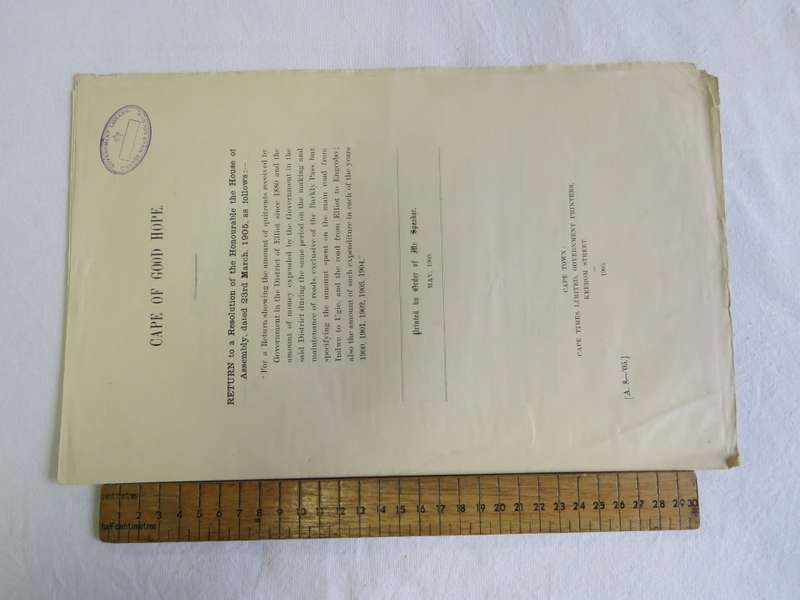 CAPE OF GOOD HOPE.
RETURN to a Resolution of the Honourable the House of
Assembly, dated 23rd March, 1905, as follows:—
"For a Return showing the amount of quitrents received by
Government in the District of Elliot since 1880 and the
amount of money expended by the Government in the
said District during the same period on the making and
maintenance of roads exclusive of the Barkly Pass but
specifying the amount spent on the main road from
Indwe to Ugie, and the road from Elliot to Engcobo;
also the amount of such expenditure in each of the years
1900, 1901, 1902, 1903, 1904."
Printed by Order of Mr. Speaker.
MAY, 1905.
CAPE TOWN:
CAPE TIMES LIMITED, GOVERNMENT PRINTERS,
KEEROM STREET
1905
[A. 8—'05.]
centimetres
1 2 3 4 5 6 7 8 9 10 11 12 13 14 15 16 17 18 19 20 21 22 23 24 25 26 27 28 29 30
half-centimetres